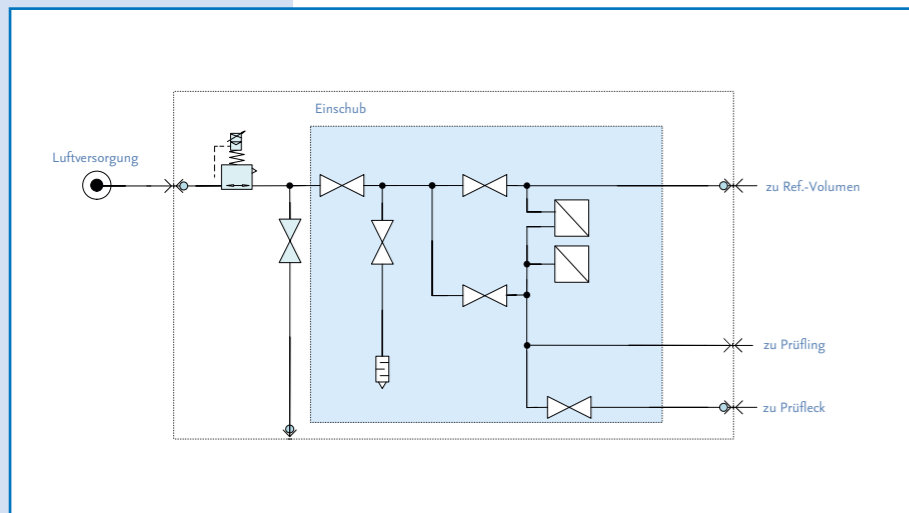 Einschub
Luftversorgung
zu Ref.-Volumen
zu Prüfling
zu Prüfleck